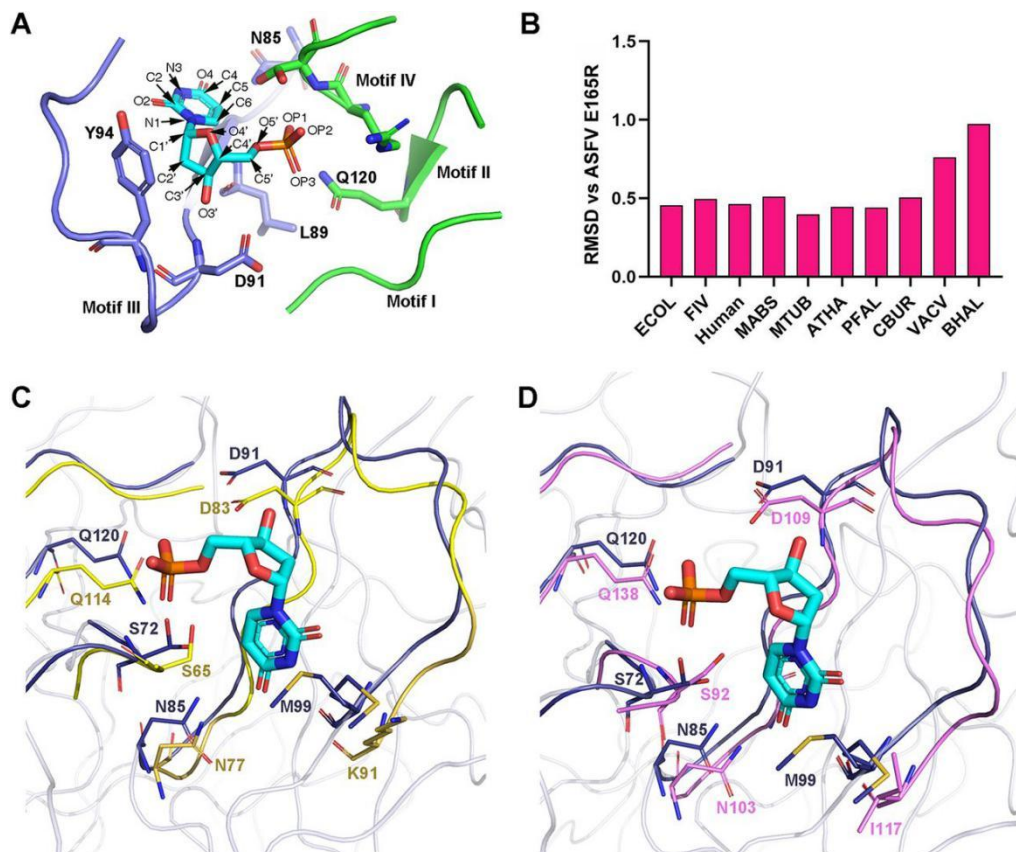 A
N85
N3
O4
C4
C2
C5
Motif IV
O2
C6
N1
O5'
OP1
OP2
Y94
O4'
C1'
C4'
Q120
Motif II
C2'
C5'
OP3
C3'
O3'
L89
D91
Motif I
Motif III
B
RMSD vs ASFV E165R
1.5
1.0
0.5
0.0
ECOL
FIV
Human
MABS
MTUB
ATHA
PFAL
CBUR
VACV
BHAL
C
D91
D83
Q120
Q114
S72
S65
M99
N85
N77
K91
D
D91
D109
Q120
Q138
S72
S92
N85
M99
N103
I117